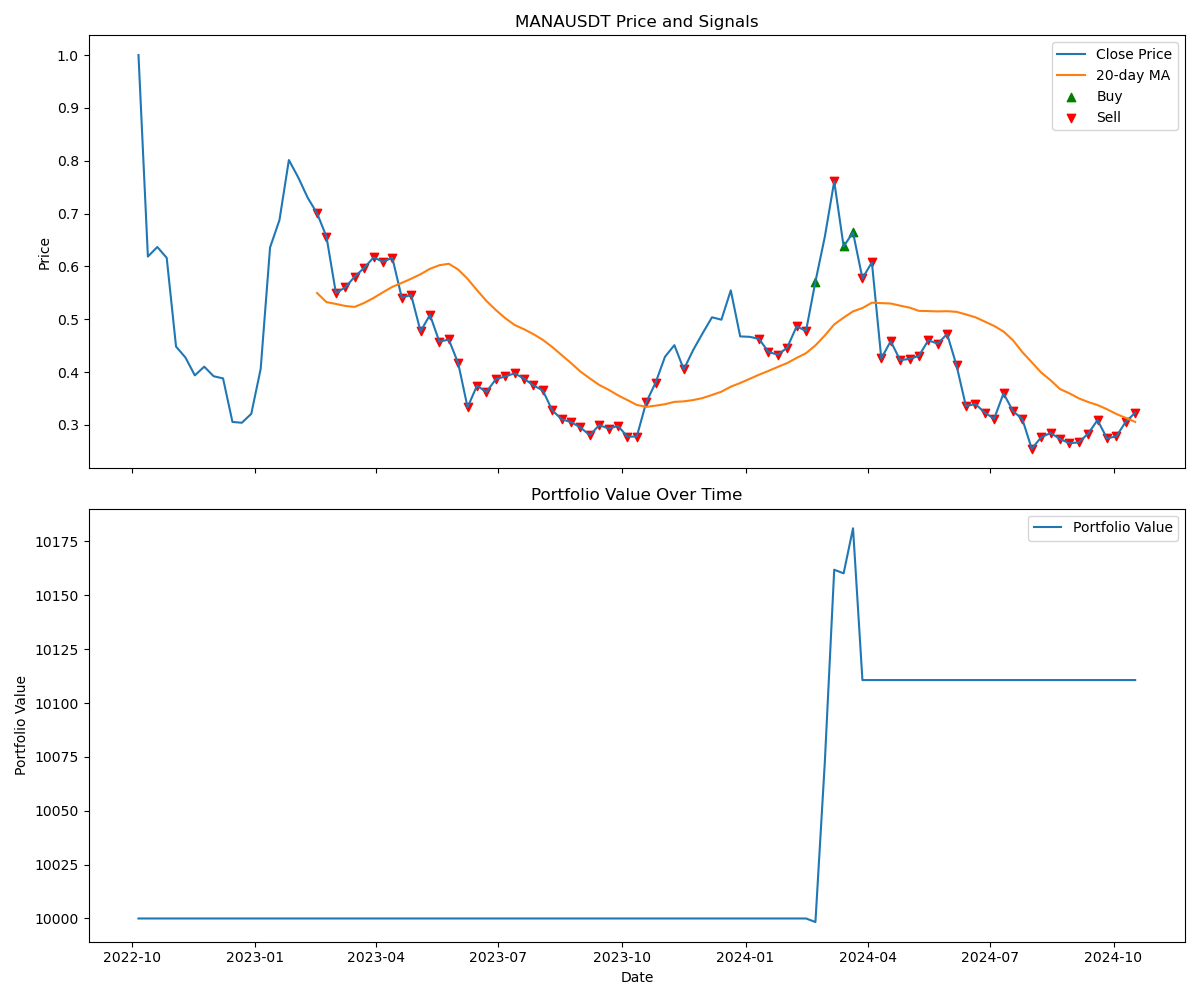 MANAUSDT Price and Signals
Price
1.0
0.9
0.8
0.7
0.6
0.5
0.4
0.3
Close Price
20-day MA
Buy
Sell
Portfolio Value Over Time
Portfolio Value
10175
10150
10125
10100
10075
10050
10025
10000
Portfolio Value
2022-10
2023-01
2023-04
2023-07
2023-10
2024-01
2024-04
2024-07
2024-10
Date